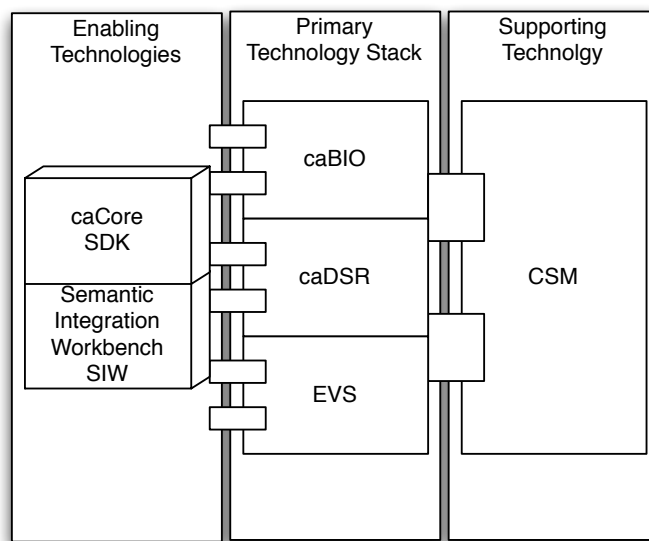 Enabling
Technologies
Primary
Technology Stack
Supporting
Technolgy
caCore
SDK
Semantic
Integration
Workbench
SIW
caBIO
caDSR
EVS
CSM